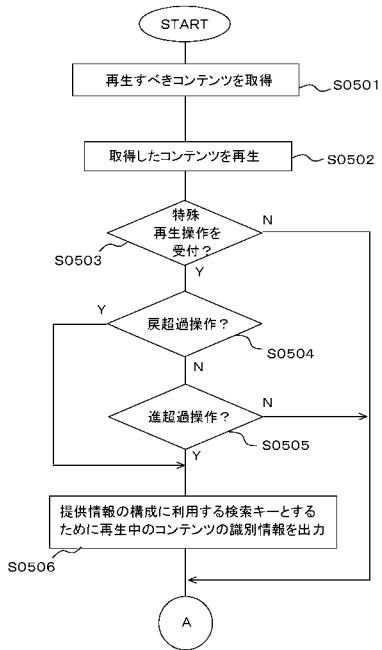 START
再生すべきコンテンツを取得
S0501
取得したコンテンツを再生
S0502
特殊
再生操作を
受付？
N
S0503
Y
Y
戻超過操作？
S0504
N
進超過操作？
N
S0505
Y
提供情報の構成に利用する検索キーとする
ために再生中のコンテンツの識別情報を出力
S0506
A